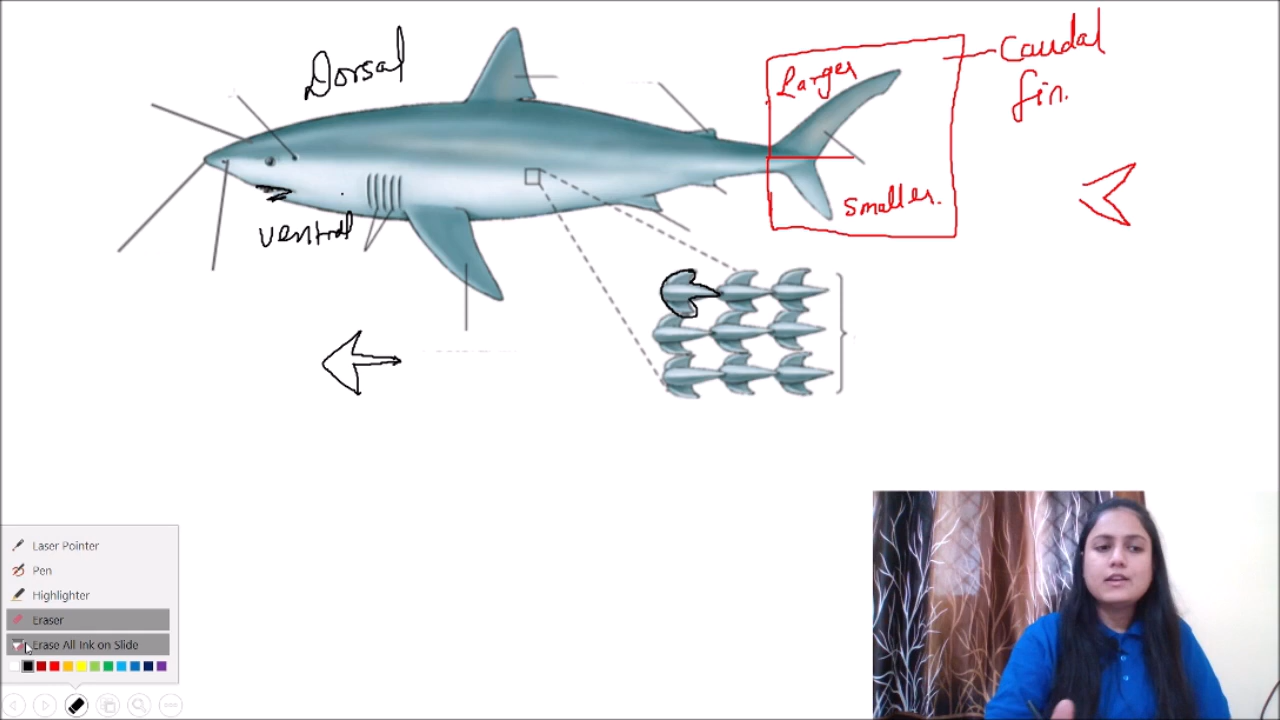 Dorsal
Larger
Caudal
fin.
Smaller.
ventral
Laser Pointer
Pen
Highlighter
Eraser
Erase All Ink on Slide